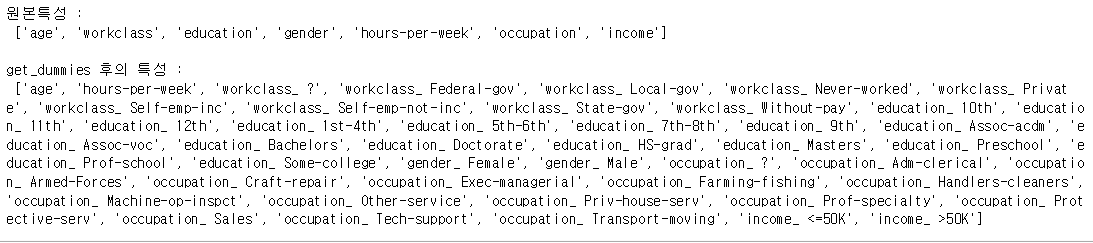 원본특성 :
['age', 'workclass', 'education', 'gender', 'hours-per-week', 'occupation', 'income']
get_dummies 후의 특성 :
['age', 'hours-per-week', 'workclass_ ?', 'workclass_ Federal-gov', 'workclass_ Local-gov', 'workclass_ Never-worked', 'workclass_ Privat
e', 'workclass_ Self-emp-inc', 'workclass_ Self-emp-not-inc', 'workclass_ State-gov', 'workclass_ Without-pay', 'education_ 10th', 'educatio
n_ 11th', 'education_ 12th', 'education_ 1st-4th', 'education_ 5th-6th', 'education_ 7th-8th', 'education_ 9th', 'education_ Assoc-acdm', 'e
ducation_ Assoc-voc', 'education_ Bachelors', 'education_ Doctorate', 'education_ HS-grad', 'education_ Masters', 'education_ Preschool', 'e
ducation_ Prof-school', 'education_ Some-college', 'gender_ Female', 'gender_ Male', 'occupation_ ?', 'occupation_ Adm-clerical', 'occupatio
n_ Armed-Forces', 'occupation_ Craft-repair', 'occupation_ Exec-managerial', 'occupation_ Farming-fishing', 'occupation_ Handlers-cleaners',
'occupation_ Machine-op-inspct', 'occupation_ Other-service', 'occupation_ Priv-house-serv', 'occupation_ Prof-specialty', 'occupation_ Prot
ective-serv', 'occupation_ Sales', 'occupation_ Tech-support', 'occupation_ Transport-moving', 'income_ <=50K', 'income_ >50K']